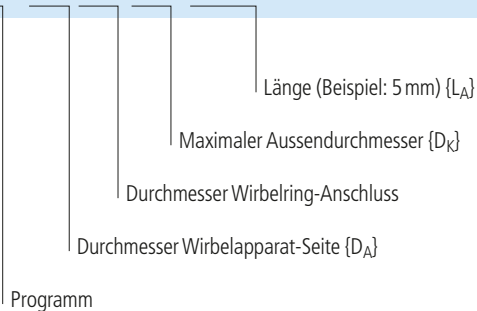 Länge (Beispiel: 5 mm) {L_A}
Maximaler Aussendurchmesser {D_K}
Durchmesser Wirbelring-Anschluss
Durchmesser Wirbelapparat-Seite {D_A}
Programm